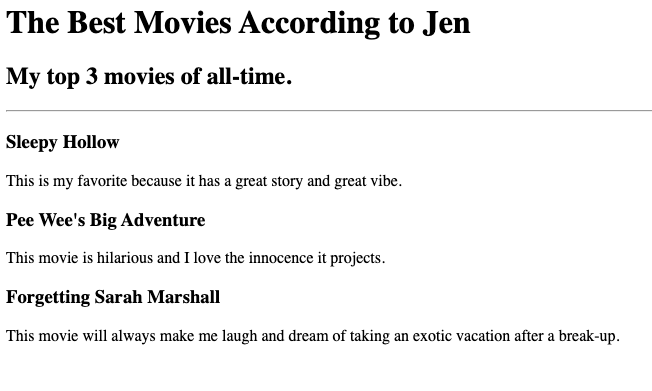 The Best Movies According to Jen
My top 3 movies of all-time.
Sleepy Hollow
This is my favorite because it has a great story and great vibe.
Pee Wee's Big Adventure
This movie is hilarious and I love the innocence it projects.
Forgetting Sarah Marshall
This movie will always make me laugh and dream of taking an exotic vacation after a break-up.